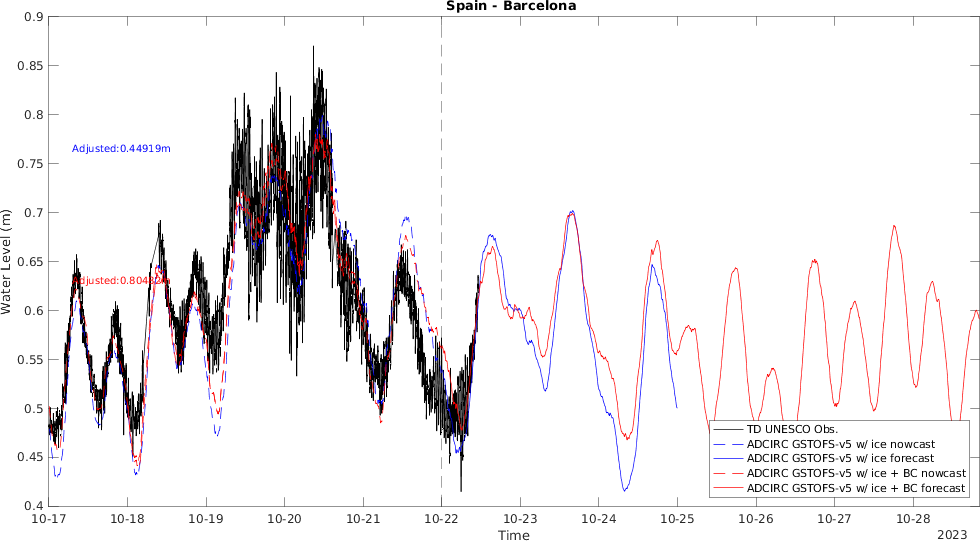 Spain - Barcelona
0.9
0.85
0.8
0.75
0.7
0.65
0.6
0.55
0.5
0.45
0.4
Water Level (m)
Adjusted:0.44919m
TD UNESCO Obs.
ADCIRC GSTOFS-v5 w/ ice nowcast
ADCIRC GSTOFS-v5 w/ ice forecast
ADCIRC GSTOFS-v5 w/ ice + BC nowcast
ADCIRC GSTOFS-v5 w/ ice + BC forecast
10-17 10-18 10-19 10-20 10-21 10-22 10-23 10-24 10-25 10-26 10-27 10-28
Time
2023